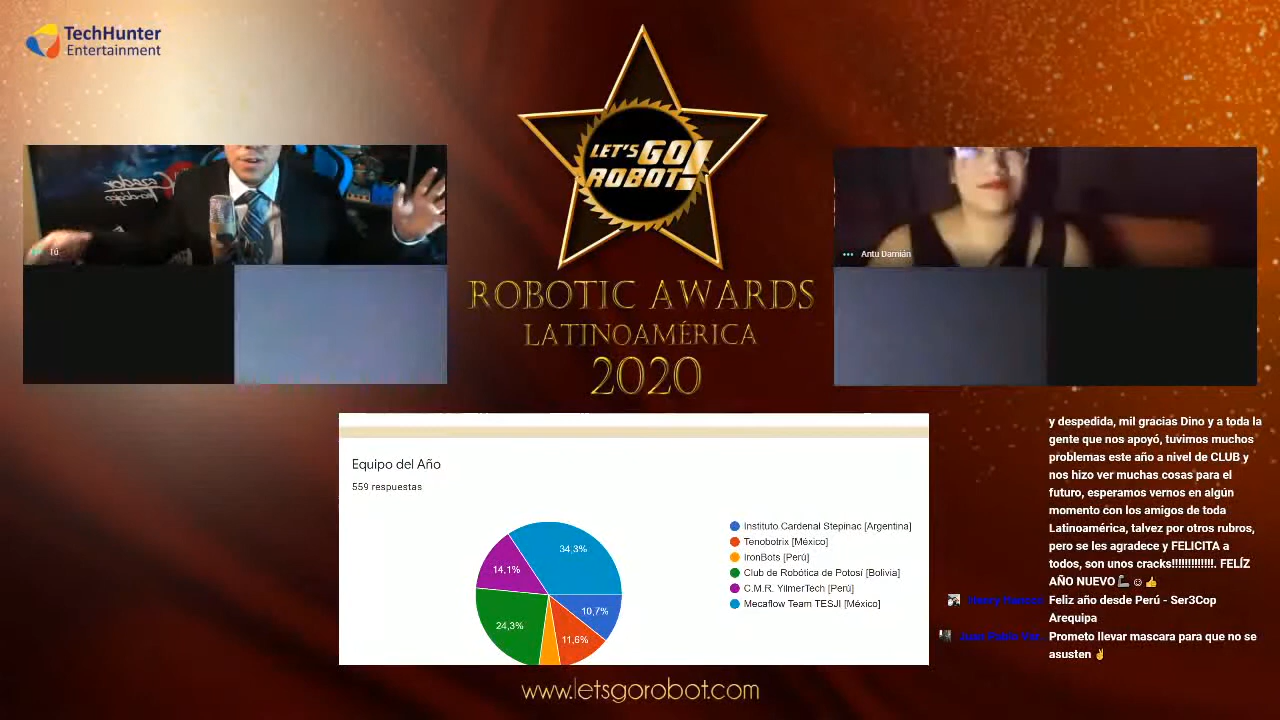 TechHunter
Entertainment
LET'S GO
ROBOT!
Tú
Antu Damián
ROBOTIC AWARDS
LATINOAMÉRICA
2020
Equipo del Año
559 respuestas
34,3%
14,1%
10,7%
24,3%
11,6%
Instituto Cardenal Stepinac [Argentina]
Tenobotrix [México]
IronBots [Perú]
Club de Robótica de Potosí [Bolivia]
C.M.R. YilmerTech [Perú]
Mecaflow Team TESJI [México]
y despedida, mil gracias Dino y a toda la
gente que nos apoyó, tuvimos muchos
problemas este año a nivel de CLUB y
nos hizo ver muchas cosas para el
futuro, esperamos vernos en algún
momento con los amigos de toda
Latinoamérica, talvez por otros rubros,
pero se les agradece y FELICITA a
todos, son unos cracks!!!!!!!!!!!!!. FELÍZ
AÑO NUEVO 🦾☺👍
Feliz año desde Perú - Ser3Cop
Arequipa
Juan Pablo Prometo llevar mascara para que no se
asusten ✌
www.letsgorobot.com